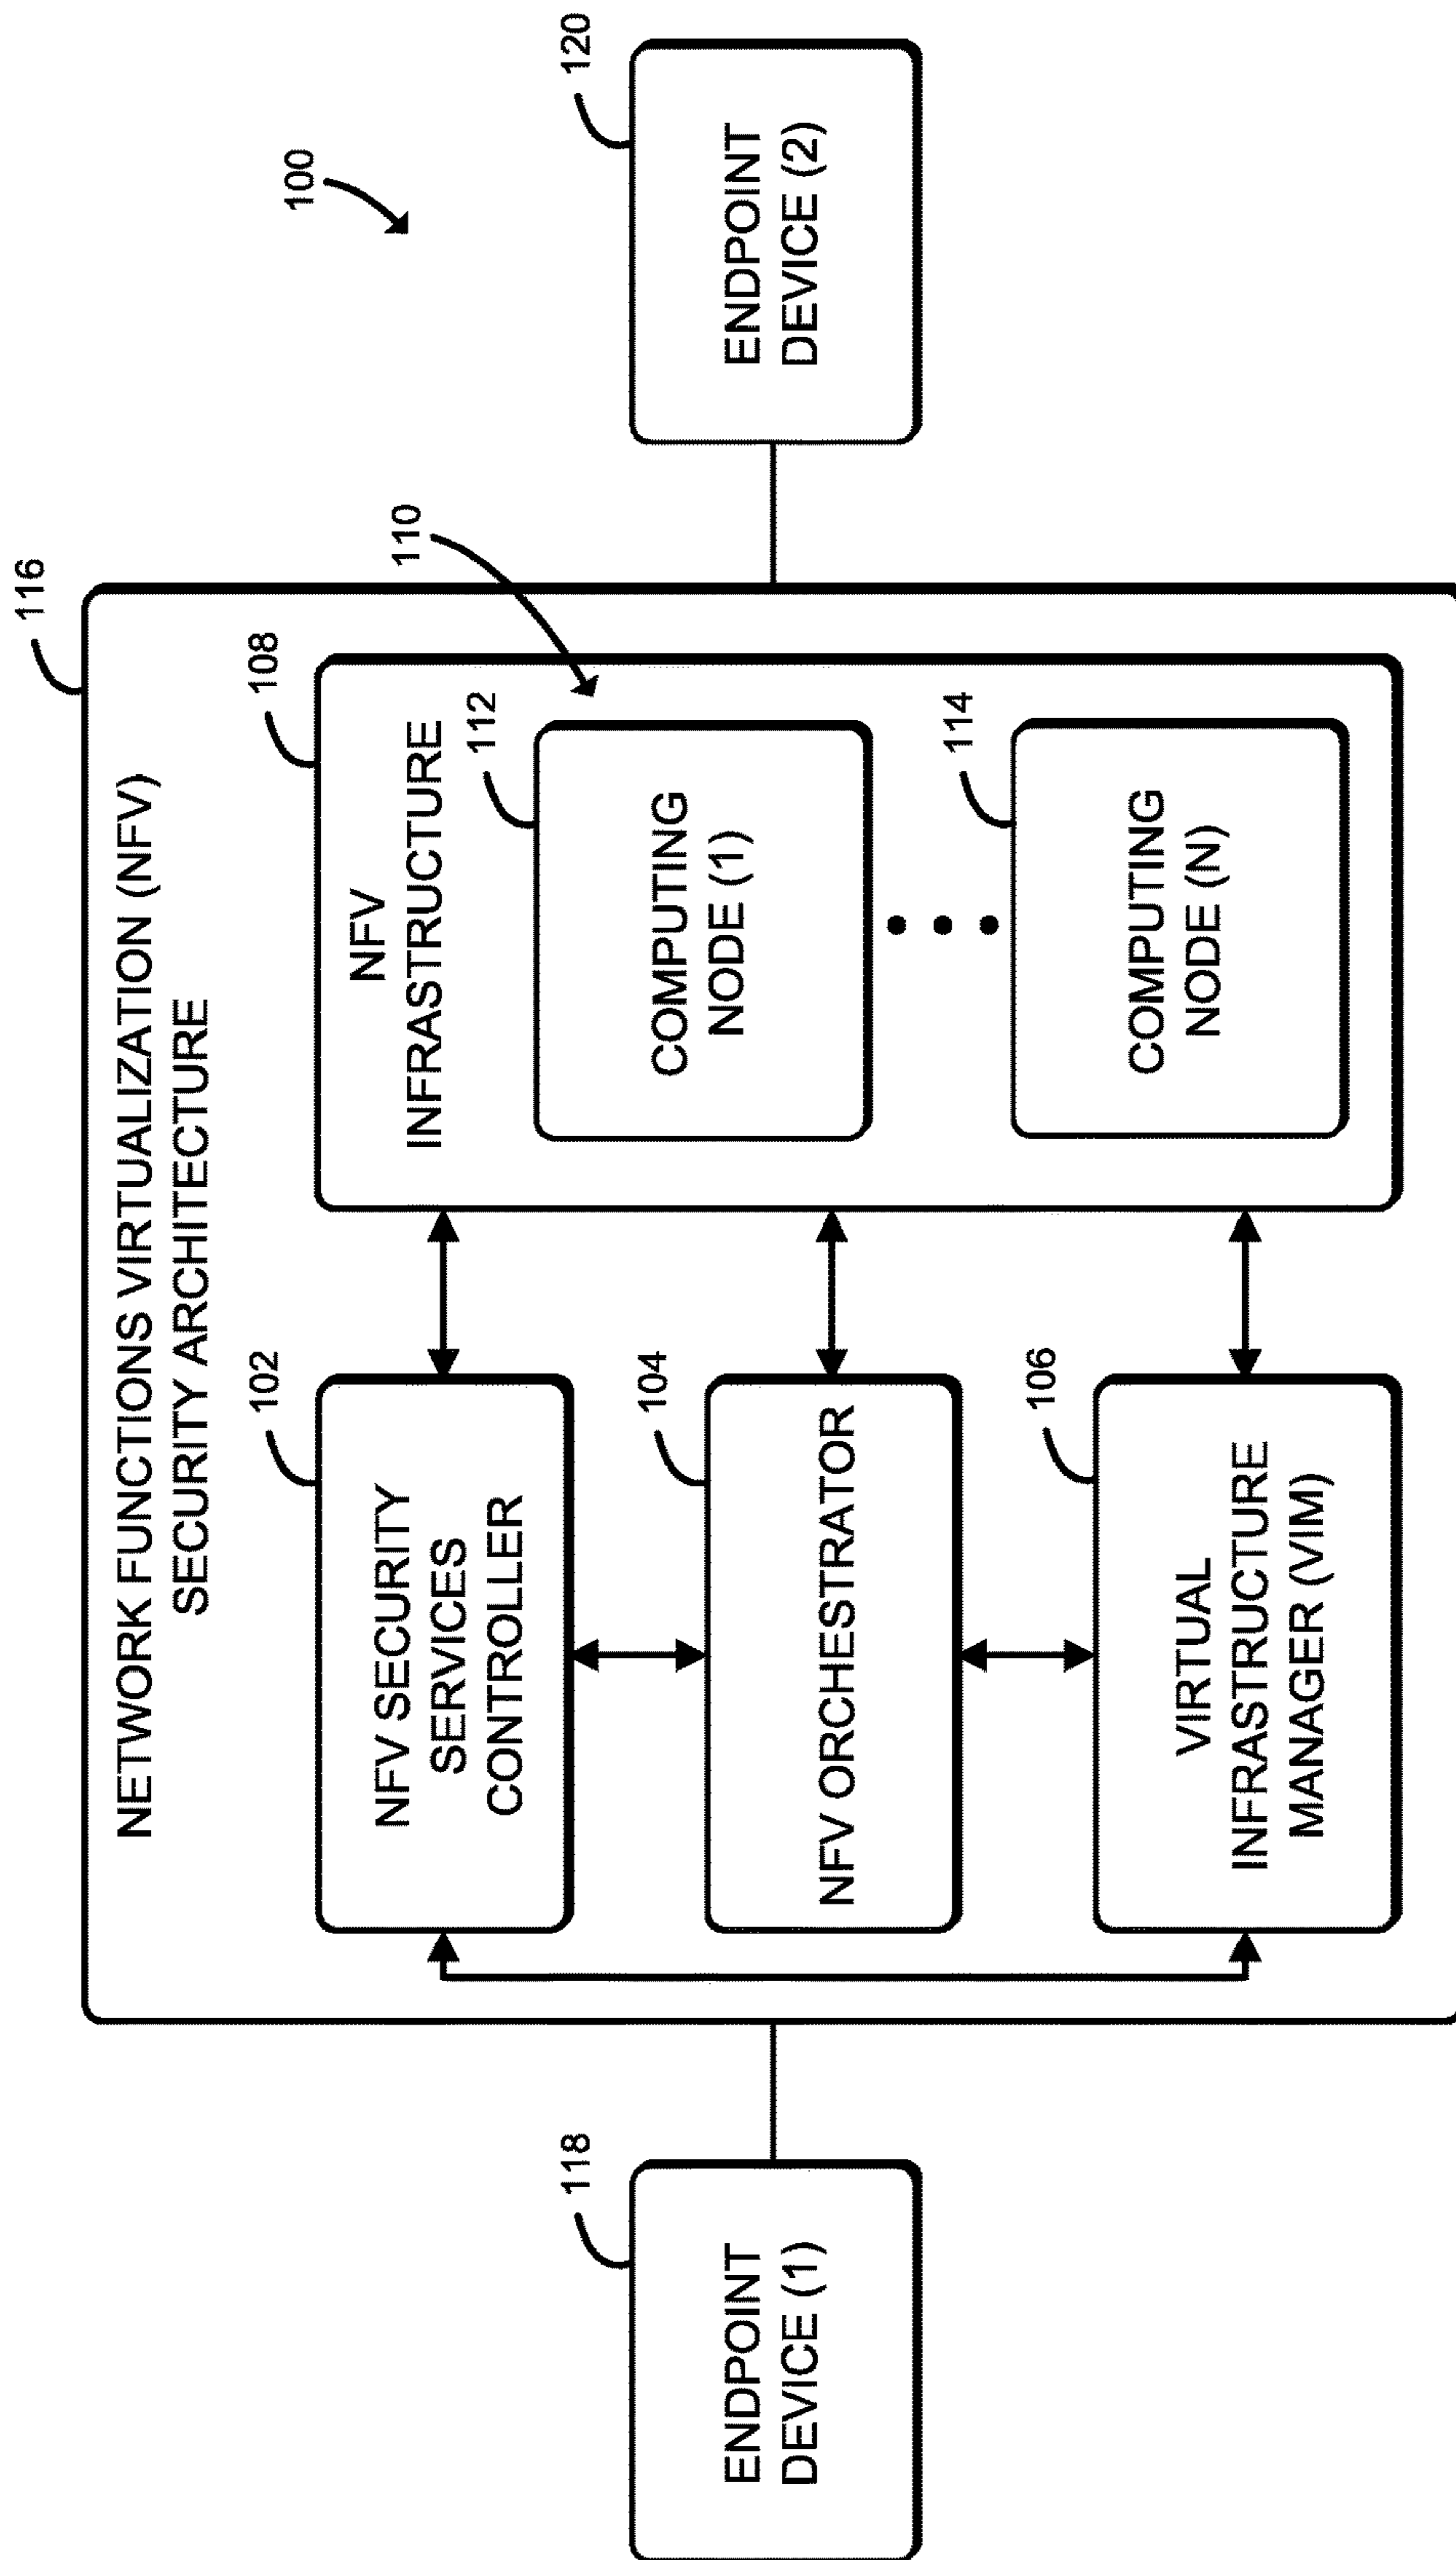 100
116
NETWORK FUNCTIONS VIRTUALIZATION (NFV)
SECURITY ARCHITECTURE
102
NFV SECURITY
SERVICES
CONTROLLER
104
NFV ORCHESTRATOR
106
VIRTUAL
INFRASTRUCTURE
MANAGER (VIM)
108
NFV
INFRASTRUCTURE
110
112
COMPUTING
NODE (1)
114
COMPUTING
NODE (N)
118
ENDPOINT
DEVICE (1)
120
ENDPOINT
DEVICE (2)